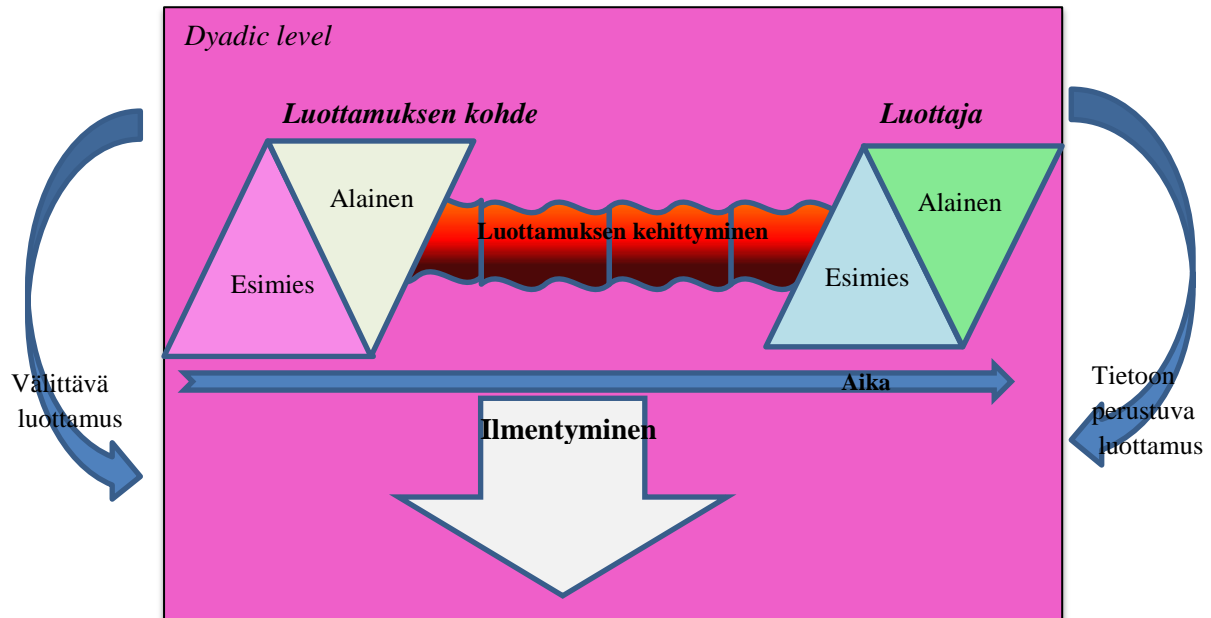 Dyadic level
Luottamuksen kohde
Luottaja
Alainen
Alainen
Luottamuksen kehittyminen
Esimies
Esimies
Välittävä
luottamus
Aika
Tietoon
perustuva
luottamus
Ilmentyminen